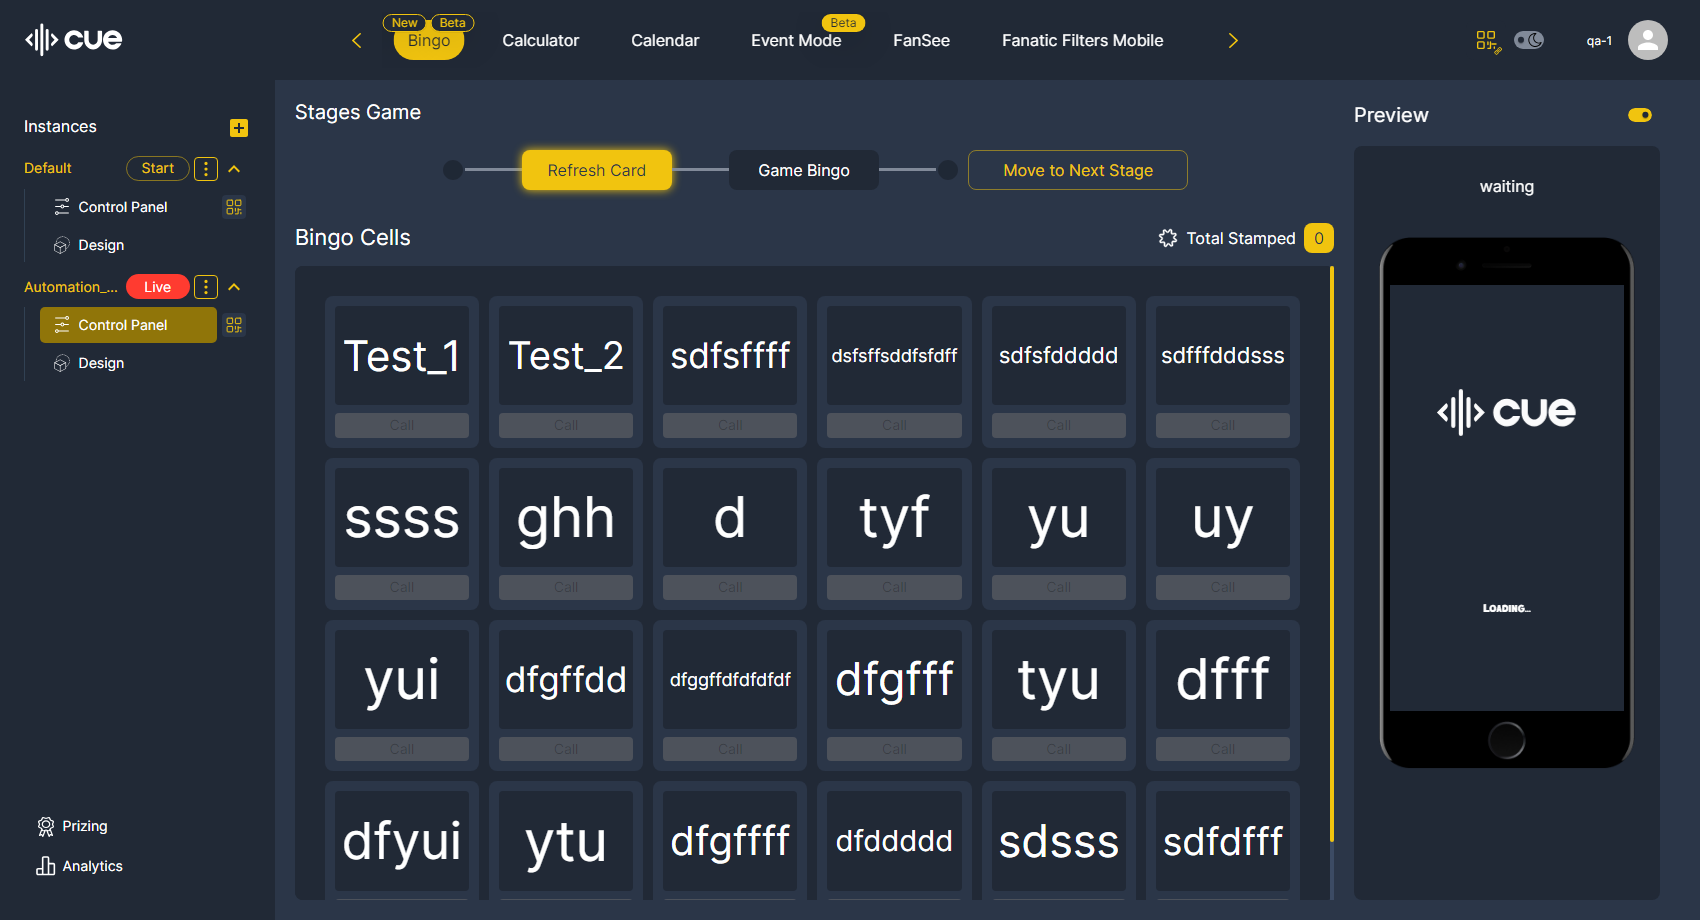 cue
New
Beta
Bingo
Calculator
Calendar
Event Mode
Beta
FanSee
Fanatic Filters Mobile
qa-1
Instances
Default
Start
Control Panel
Design
Automation_...
Live
Control Panel
Design
Prizing
Analytics
Stages Game
Refresh Card
Game Bingo
Move to Next Stage
Bingo Cells
Total Stamped 0
Test_1
Call
Test_2
Call
sdfsffff
Call
dsfsffsddfsfdff
Call
sdfsfddddd
Call
sdfffdddsss
Call
ssss
Call
ghh
Call
d
Call
tyf
Call
yu
Call
uy
Call
yui
Call
dfgffdd
Call
dfggffdfdfdfdf
Call
dfgfff
Call
tyu
Call
dfff
Call
dfyui
ytu
dfgffff
dfddddd
sdsss
sdfdfff
Preview
waiting
cue
Loading...